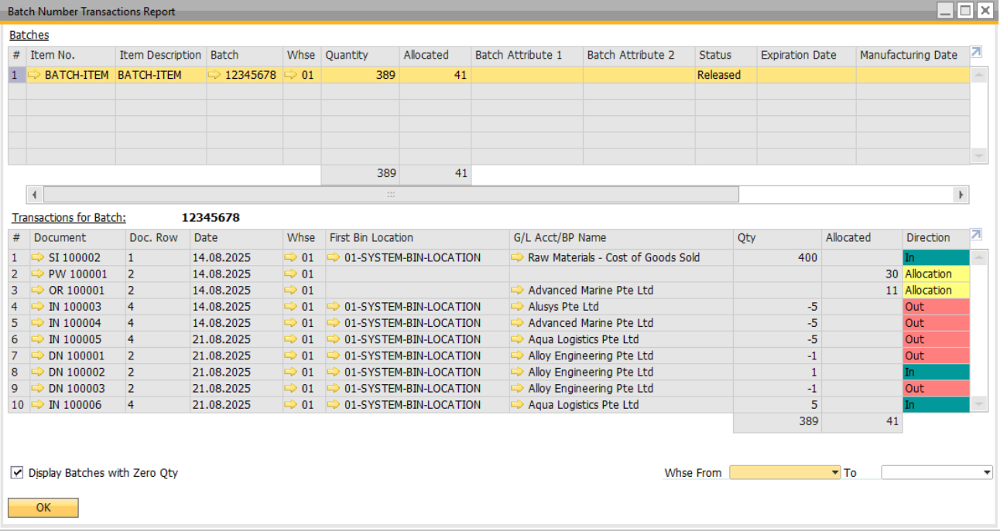 Batch Number Transactions Report
Batches
# Item No. Item Description Batch Whse Quantity Allocated Batch Attribute 1 Batch Attribute 2 Status Expiration Date Manufacturing Date
1 BATCH-ITEM BATCH-ITEM 12345678 01 389 41 Released
389 41
Transactions for Batch: 12345678
# Document Doc. Row Date Whse First Bin Location G/L Acct/BP Name Qty Allocated Direction
1 SI 100002 1 14.08.2025 01 01-SYSTEM-BIN-LOCATION Raw Materials - Cost of Goods Sold 400 In
2 PW 100001 2 14.08.2025 01 30 Allocation
3 OR 100001 2 14.08.2025 01 Advanced Marine Pte Ltd 11 Allocation
4 IN 100003 4 14.08.2025 01 01-SYSTEM-BIN-LOCATION Alusys Pte Ltd -5 Out
5 IN 100004 4 14.08.2025 01 01-SYSTEM-BIN-LOCATION Advanced Marine Pte Ltd -5 Out
6 IN 100005 4 21.08.2025 01 01-SYSTEM-BIN-LOCATION Aqua Logistics Pte Ltd -5 Out
7 DN 100001 2 21.08.2025 01 01-SYSTEM-BIN-LOCATION Alloy Engineering Pte Ltd -1 Out
8 DN 100002 2 21.08.2025 01 01-SYSTEM-BIN-LOCATION Alloy Engineering Pte Ltd 1 In
9 DN 100003 2 21.08.2025 01 01-SYSTEM-BIN-LOCATION Alloy Engineering Pte Ltd -1 Out
10 IN 100006 4 21.08.2025 01 01-SYSTEM-BIN-LOCATION Aqua Logistics Pte Ltd 5 In
389 41
Display Batches with Zero Qty Whse From To
OK